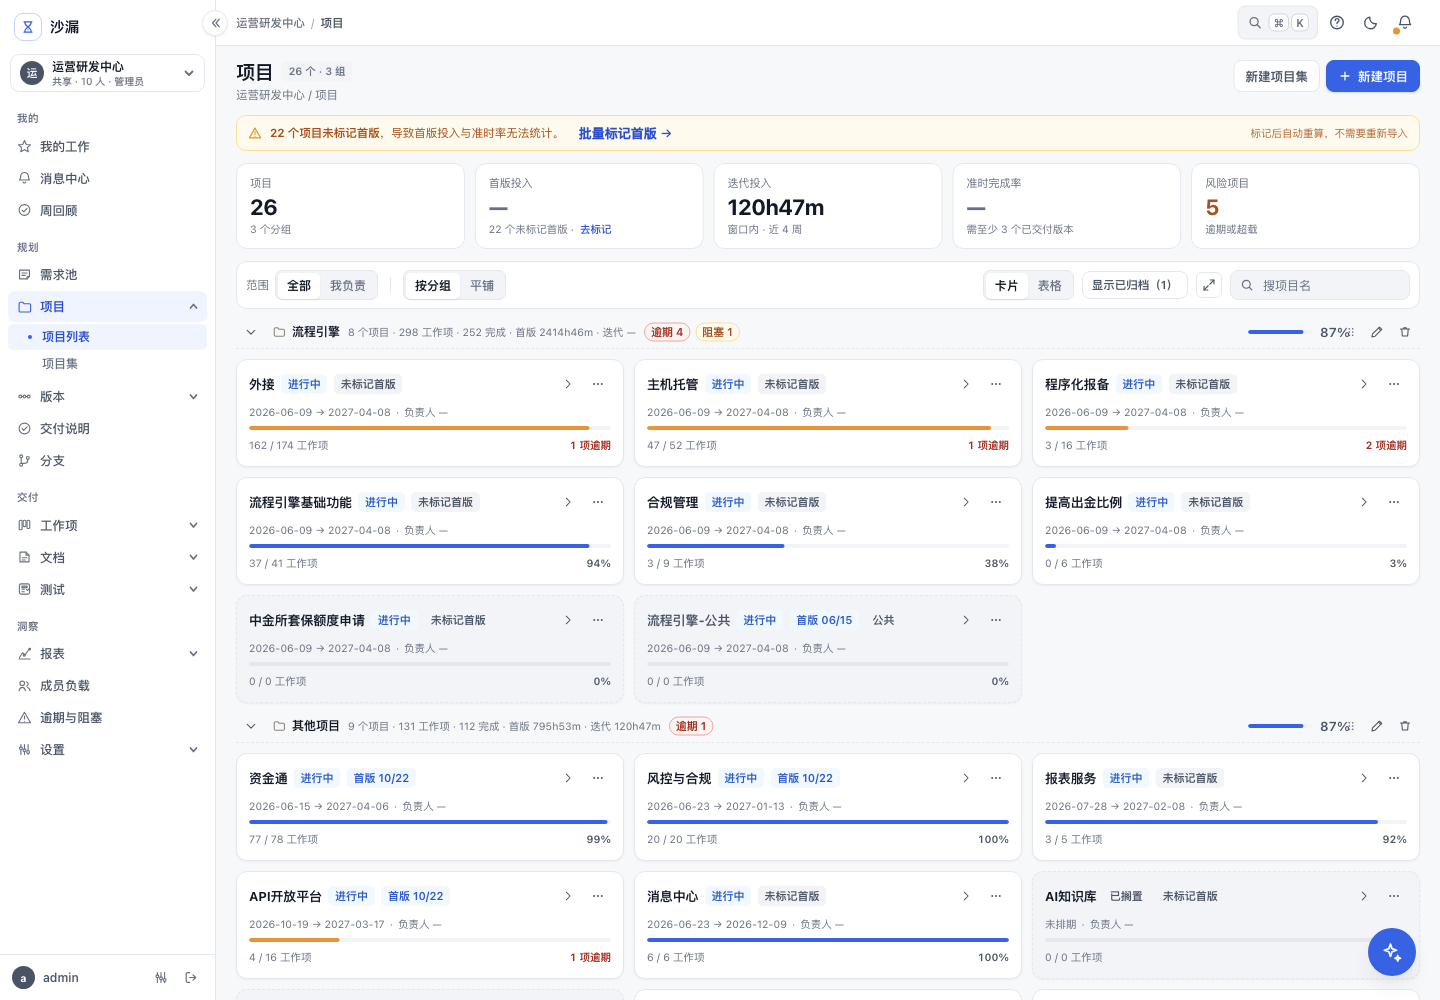 沙漏
运
运营研发中心
共享 · 10 人 · 管理员
我的
我的工作
消息中心
周回顾
规划
需求池
项目
项目列表
项目集
版本
交付说明
分支
交付
工作项
文档
测试
洞察
报表
成员负载
逾期与阻塞
设置
a admin
运营研发中心 / 项目
⌘ K
项目 26 个 · 3 组
运营研发中心 / 项目
新建项目集
+ 新建项目
22 个项目未标记首版，导致首版投入与准时率无法统计。 批量标记首版 →
标记后自动重算，不需要重新导入
项目
26
3 个分组
首版投入
—
22 个未标记首版 · 去标记
迭代投入
120h47m
窗口内 · 近 4 周
准时完成率
—
需至少 3 个已交付版本
风险项目
5
逾期或超载
范围 全部 我负责 按分组 平铺
卡片 表格 显示已归档（1） 搜项目名
流程引擎 8 个项目 · 298 工作项 · 252 完成 · 首版 2414h46m · 迭代 — 逾期 4 阻塞 1 87%
外接 进行中 未标记首版
2026-06-09 → 2027-04-08 · 负责人 —
162 / 174 工作项 1 项逾期
主机托管 进行中 未标记首版
2026-06-09 → 2027-04-08 · 负责人 —
47 / 52 工作项 1 项逾期
程序化报备 进行中 未标记首版
2026-06-09 → 2027-04-08 · 负责人 —
3 / 16 工作项 2 项逾期
流程引擎基础功能 进行中 未标记首版
2026-06-09 → 2027-04-08 · 负责人 —
37 / 41 工作项 94%
合规管理 进行中 未标记首版
2026-06-09 → 2027-04-08 · 负责人 —
3 / 9 工作项 38%
提高出金比例 进行中 未标记首版
2026-06-09 → 2027-04-08 · 负责人 —
0 / 6 工作项 3%
中金所套保额度申请 进行中 未标记首版
2026-06-09 → 2027-04-08 · 负责人 —
0 / 0 工作项 0%
流程引擎-公共 进行中 首版 06/15 公共
2026-06-09 → 2027-04-08 · 负责人 —
0 / 0 工作项 0%
其他项目 9 个项目 · 131 工作项 · 112 完成 · 首版 795h53m · 迭代 120h47m 逾期 1 87%
资金通 进行中 首版 10/22
2026-06-15 → 2027-04-06 · 负责人 —
77 / 78 工作项 99%
风控与合规 进行中 首版 10/22
2026-06-23 → 2027-01-13 · 负责人 —
20 / 20 工作项 100%
报表服务 进行中 未标记首版
2026-07-28 → 2027-02-08 · 负责人 —
3 / 5 工作项 92%
API开放平台 进行中 首版 10/22
2026-10-19 → 2027-03-17 · 负责人 —
4 / 16 工作项 1 项逾期
消息中心 进行中 未标记首版
2026-06-23 → 2026-12-09 · 负责人 —
6 / 6 工作项 100%
AI知识库 已搁置 未标记首版
未排期 · 负责人 —
0 / 0 工作项